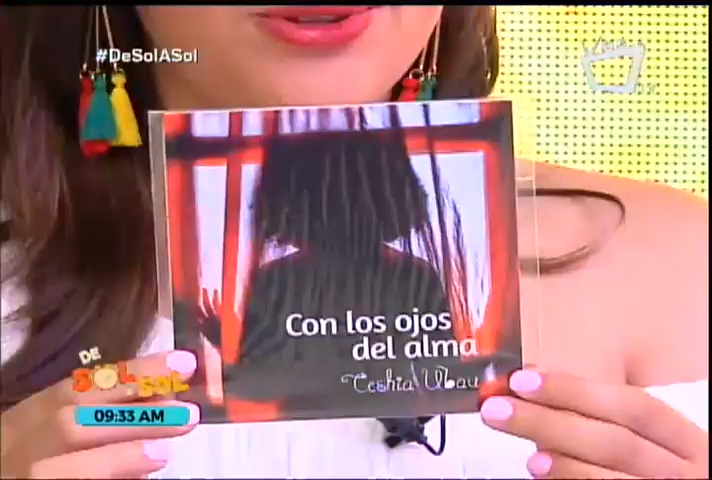 #DeSolASol
Con los ojos
del alma
Ceshia Ubau
DE
SOL
A SOL
09:33 AM